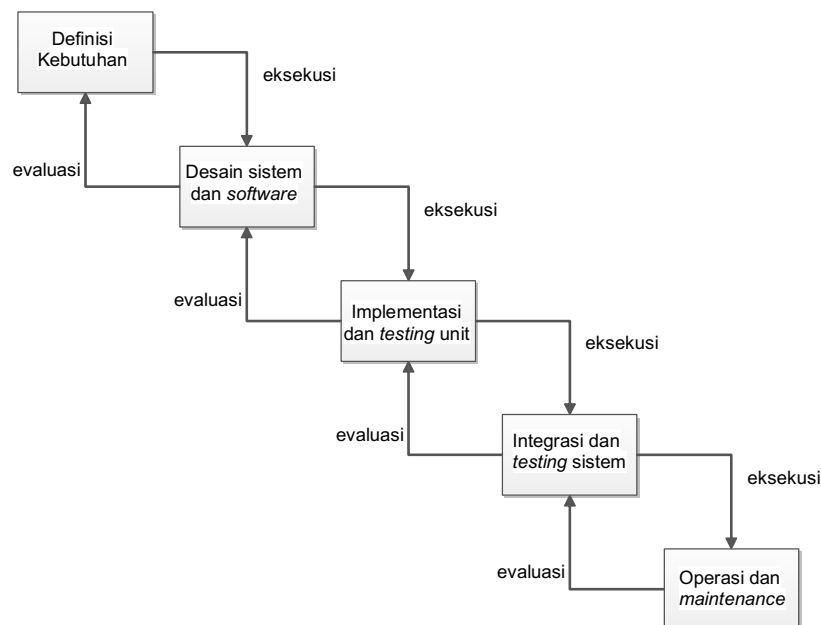 Definisi
Kebutuhan
eksekusi
evaluasi
Desain sistem
dan software
eksekusi
evaluasi
Implementasi
dan testing unit
eksekusi
evaluasi
Integrasi dan
testing sistem
eksekusi
evaluasi
Operasi dan
maintenance